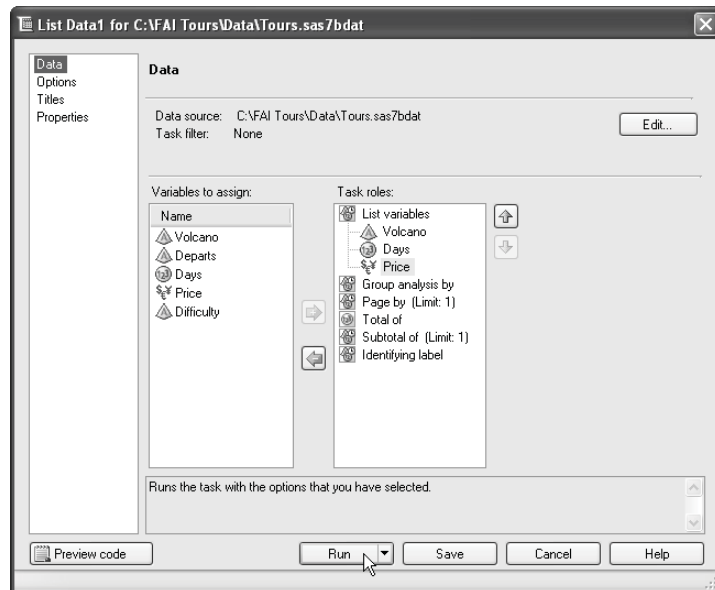 List Data1 for C:\FAI Tours\Data\Tours.sas7bdat
Data
Options
Titles
Properties
Data
Data source: C:\FAI Tours\Data\Tours.sas7bdat
Task filter: None
Edit...
Variables to assign:
Name
Volcano
Departs
Days
Price
Difficulty
Task roles:
List variables
Volcano
Days
Price
Group analysis by
Page by (Limit: 1)
Total of
Subtotal of (Limit: 1)
Identifying label
Runs the task with the options that you have selected.
Preview code
Run
Save
Cancel
Help